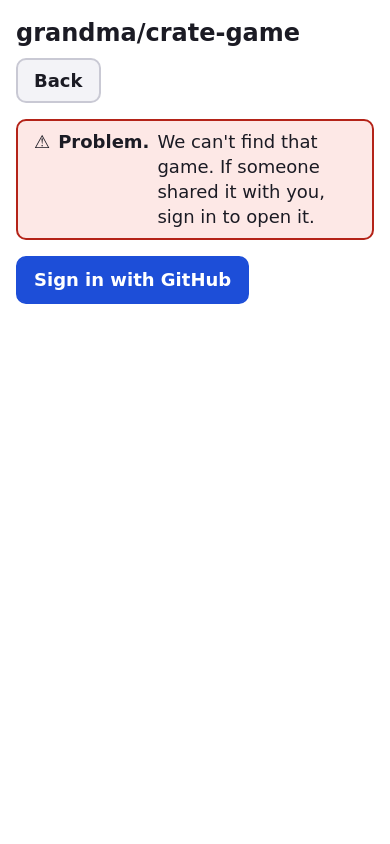 grandma/crate-game
Back
⚠ Problem. We can't find that
game. If someone
shared it with you,
sign in to open it.
Sign in with GitHub